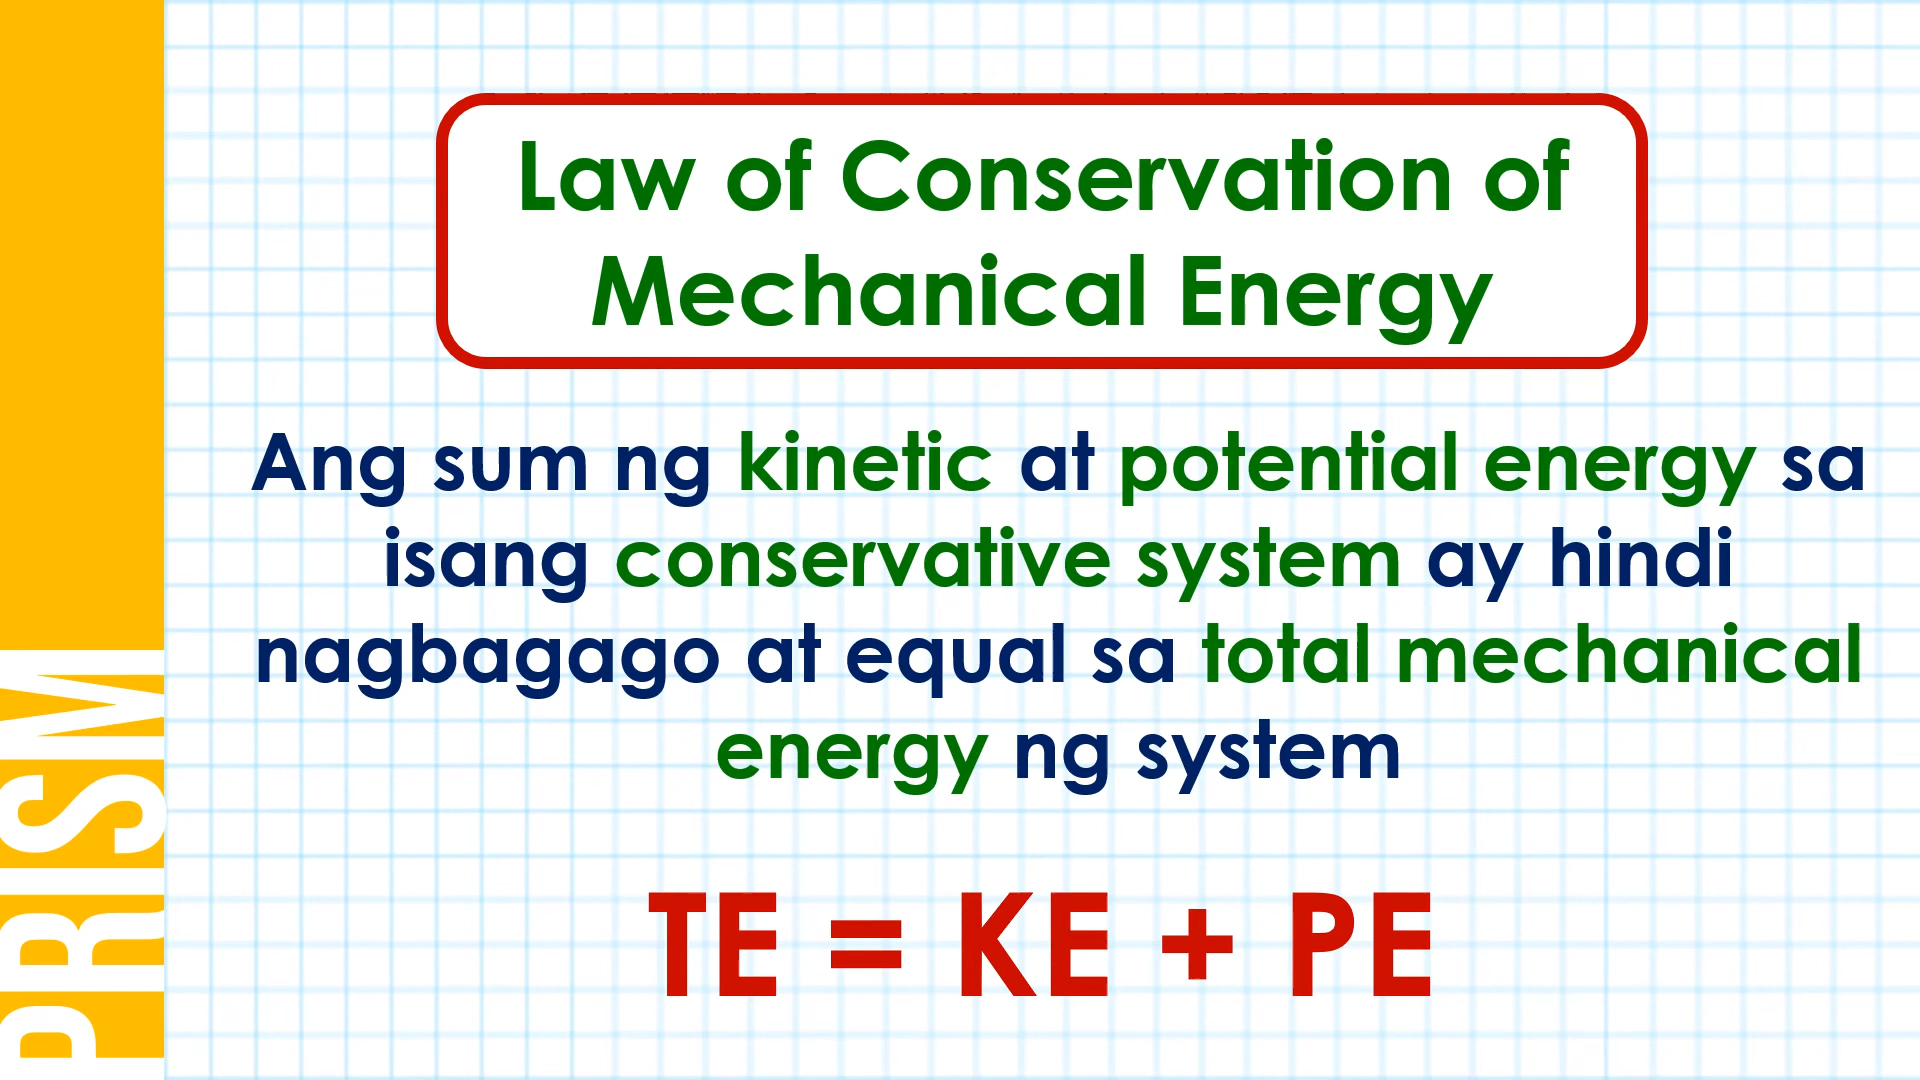 Law of Conservation of
Mechanical Energy
Ang sum ng kinetic at potential energy sa
isang conservative system ay hindi
nagbagago at equal sa total mechanical
energy ng system
TE = KE + PE
PRISM